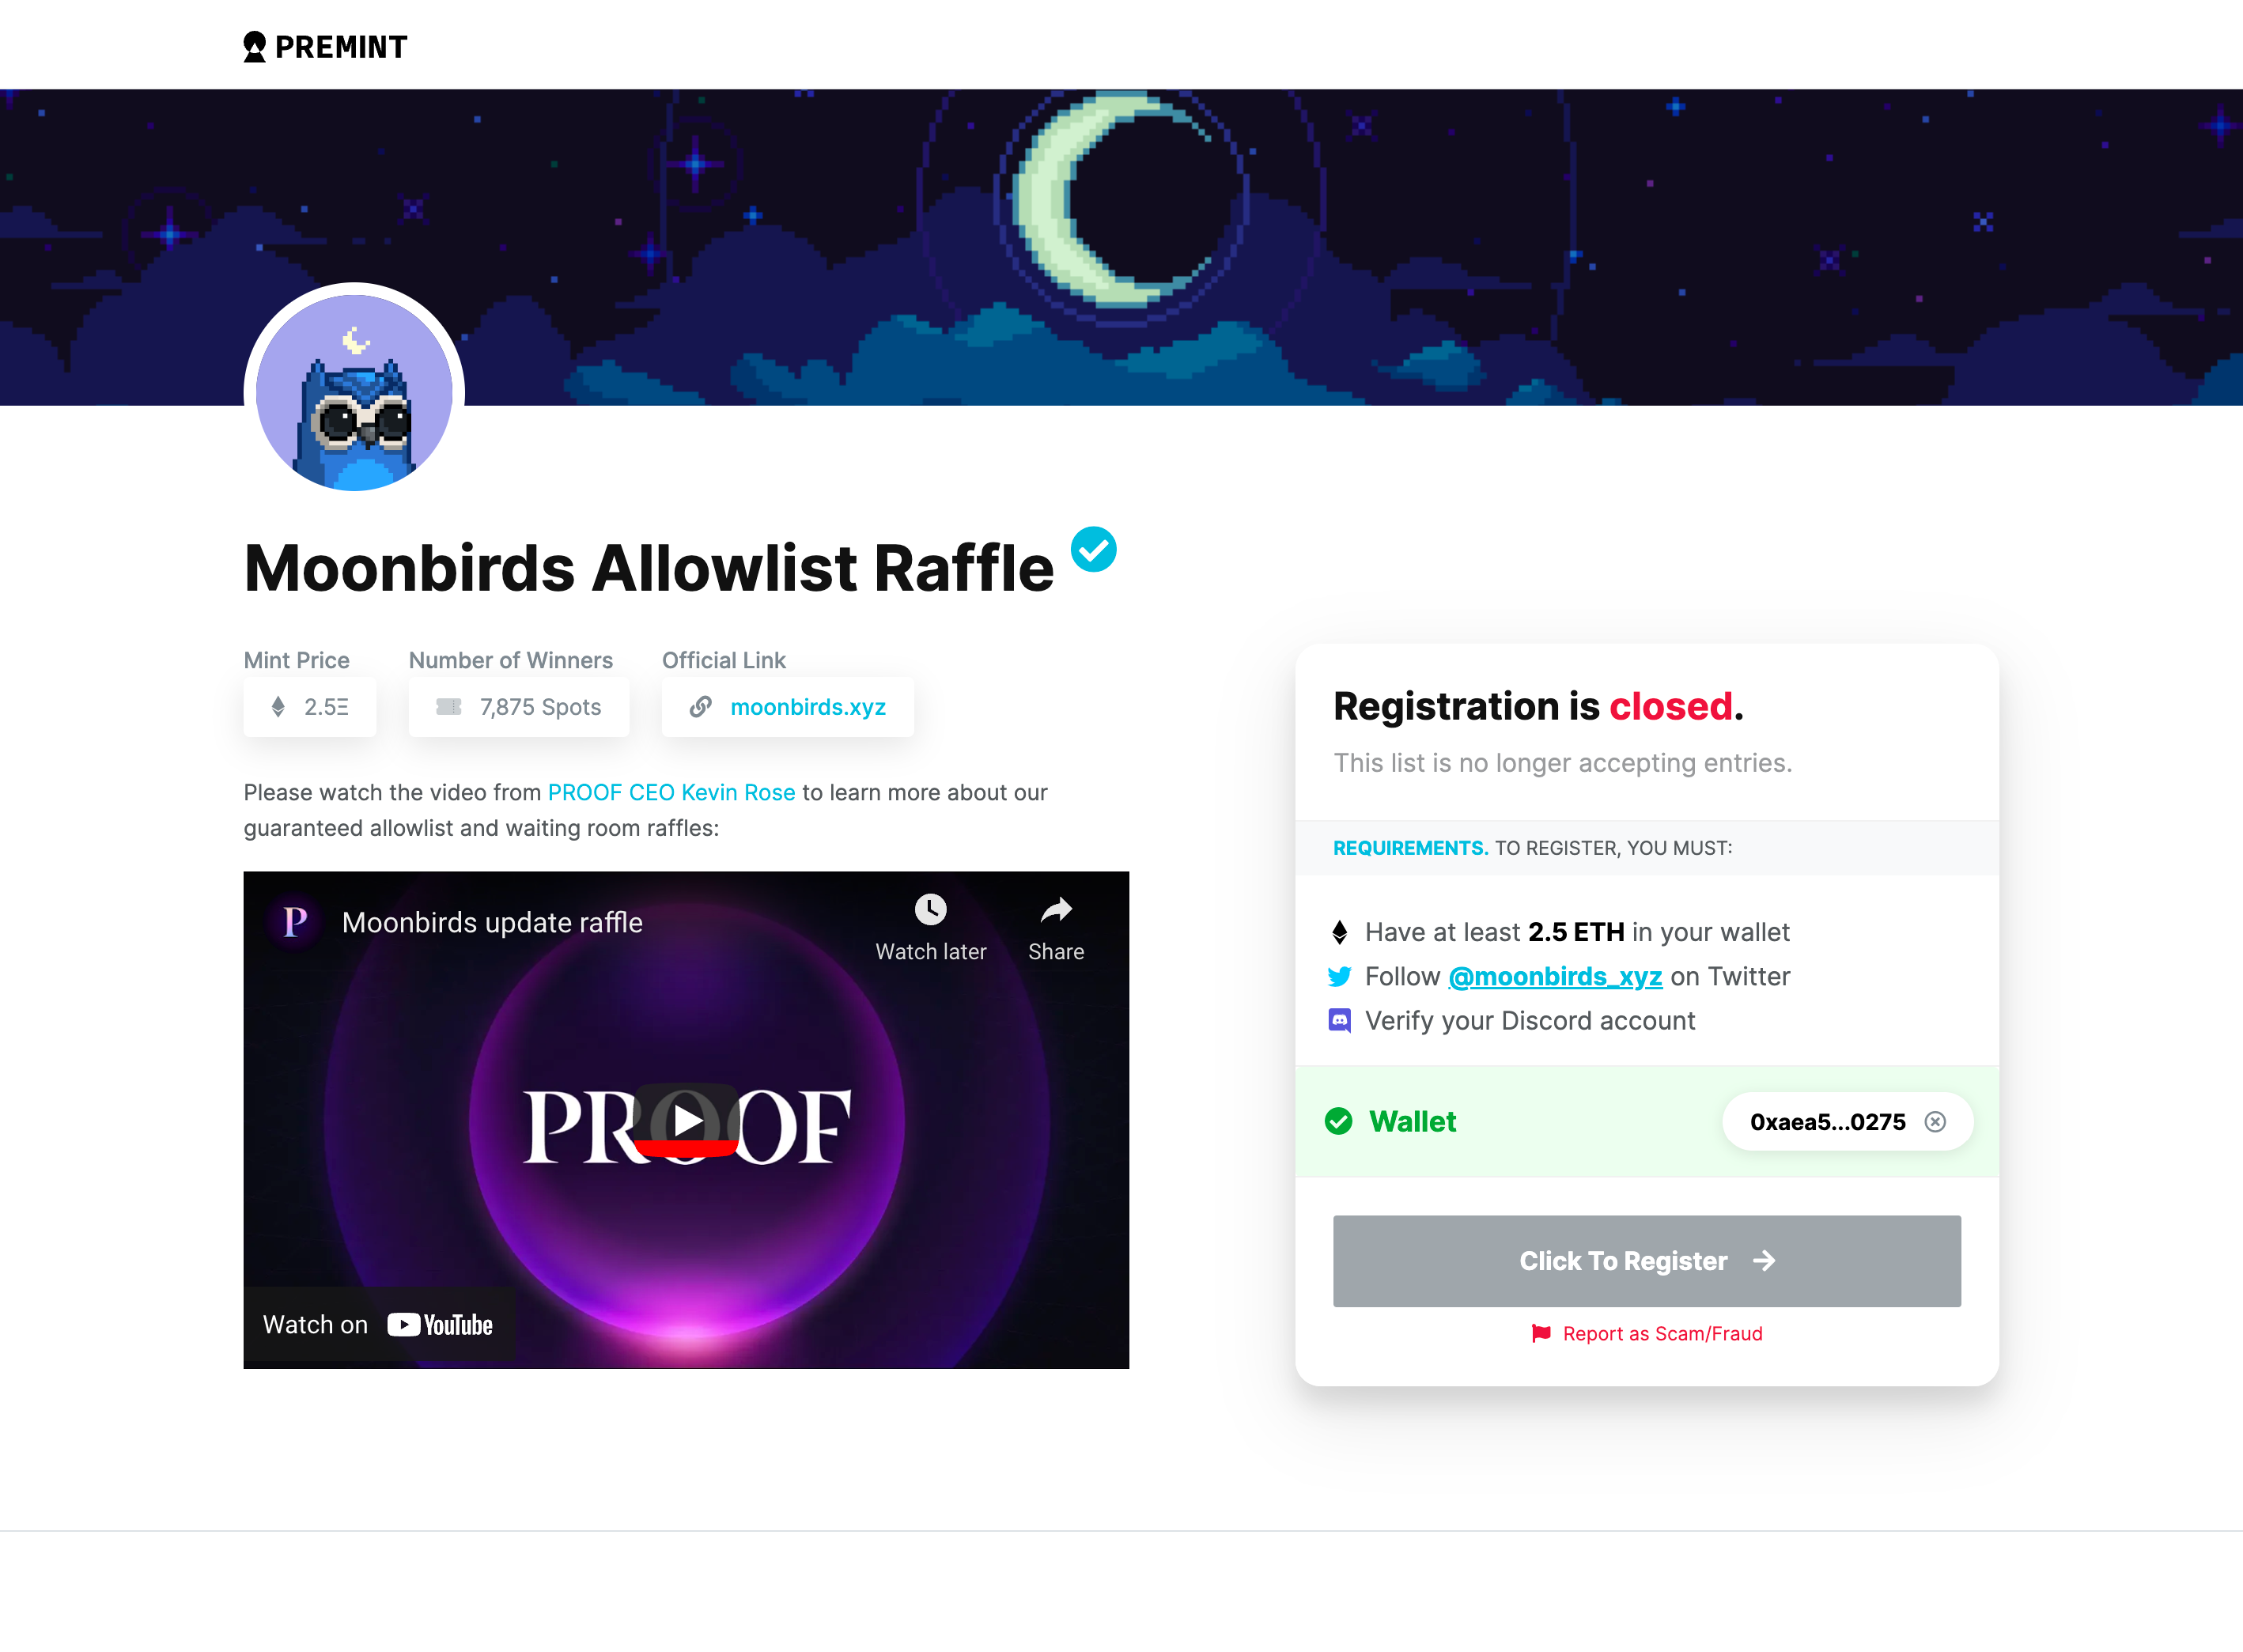 PREMINT
Moonbirds Allowlist Raffle
Mint Price
2.5Ξ
Number of Winners
7,875 Spots
Official Link
moonbirds.xyz
Please watch the video from PROOF CEO Kevin Rose to learn more about our
guaranteed allowlist and waiting room raffles:
P
Moonbirds update raffle
Watch later
Share
PROOF
Watch on YouTube
Registration is closed.
This list is no longer accepting entries.
REQUIREMENTS. TO REGISTER, YOU MUST:
Have at least 2.5 ETH in your wallet
Follow @moonbirds_xyz on Twitter
Verify your Discord account
Wallet
0xaea5...0275
Click To Register
Report as Scam/Fraud